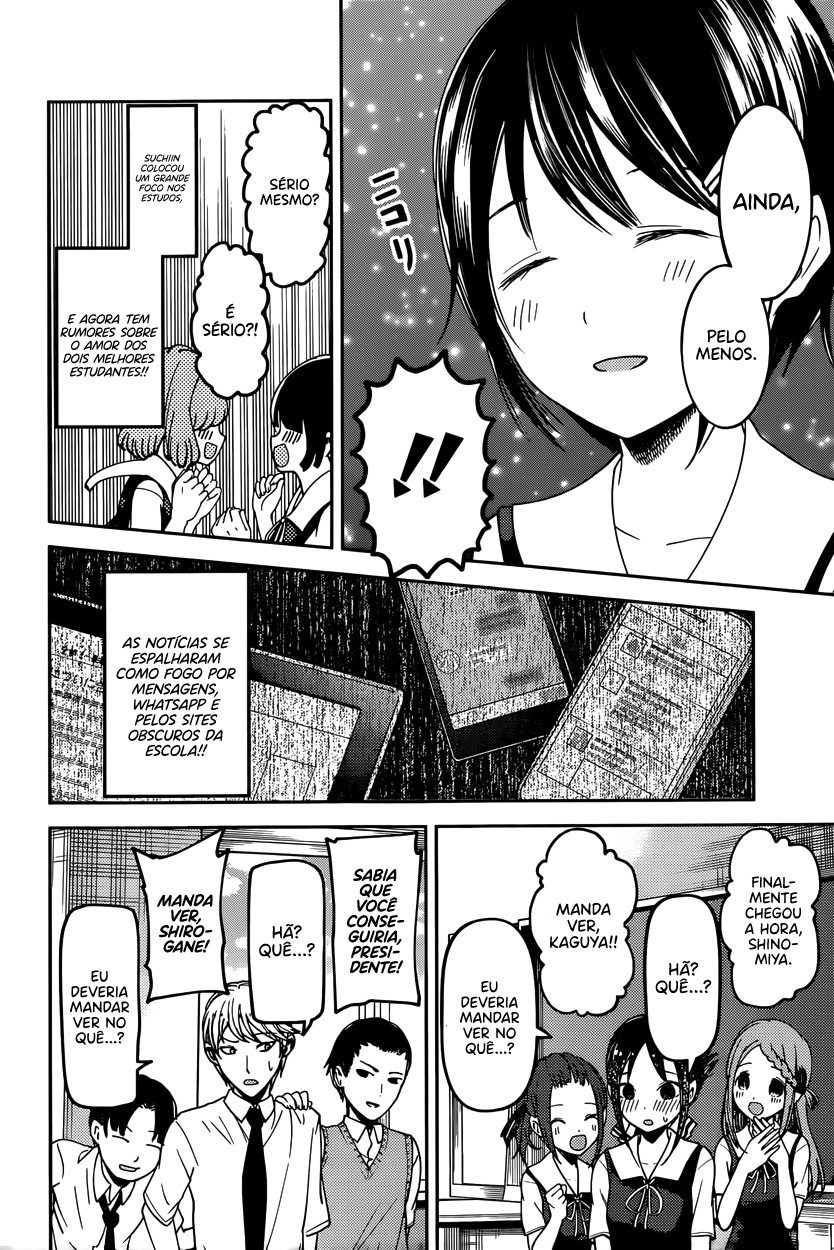 AINDA,
PELO
MENOS.
ニコリ
!!
SÉRIO
MESMO?
É
SÉRIO?!
SUCHIIN
COLOCOU
UM GRANDE
FOCO NOS
ESTUDOS,
E AGORA TEM
RUMORES SOBRE
O AMOR DOS
DOIS MELHORES
ESTUDANTES!!
AS NOTÍCIAS SE
ESPALHARAM
COMO FOGO POR
MENSAGENS,
WHATSAPP E
PELOS SITES
OBSCUROS DA
ESCOLA!!
FINAL-
MENTE
CHEGOU
A HORA,
SHINO-
MIYA.
HÃ?
QUÊ...?
MANDA
VER,
KAGUYA!!
EU
DEVERIA
MANDAR
VER NO
QUÊ...?
SABIA
QUE
VOCÊ
CONSE-
GUIRIA,
PRESI-
DENTE!
HÃ?
QUÊ...?
MANDA
VER,
SHIRO-
GANE!
EU
DEVERIA
MANDAR
VER NO
QUÊ...?